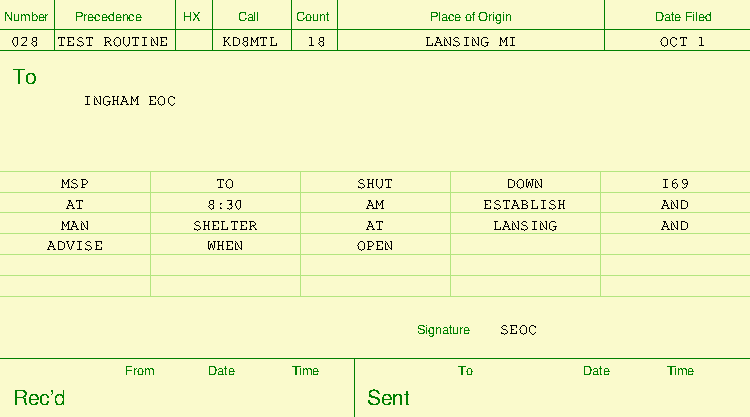 Number Precedence HX Call Count Place of Origin Date Filed
028 TEST ROUTINE KD8MTL 18 LANSING MI OCT 1
To
INGHAM EOC
MSP TO SHUT DOWN I69
AT 8:30 AM ESTABLISH AND
MAN SHELTER AT LANSING AND
ADVISE WHEN OPEN
Signature SEOC
From Date Time To Date Time
Rec'd Sent